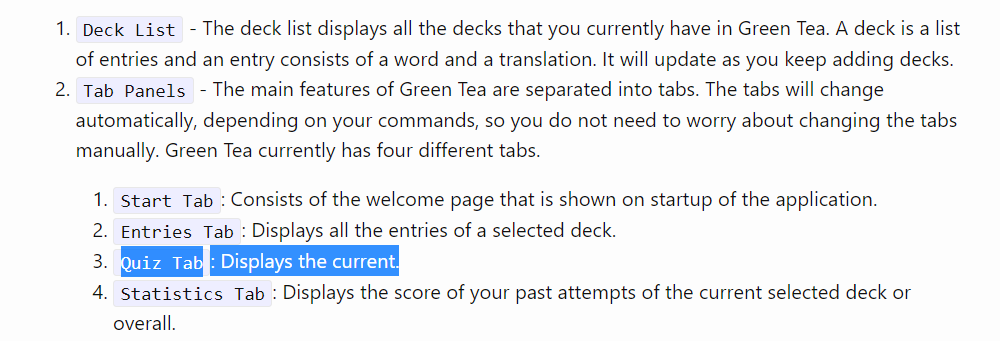 1. Deck List - The deck list displays all the decks that you currently have in Green Tea. A deck is a list
of entries and an entry consists of a word and a translation. It will update as you keep adding decks.
2. Tab Panels - The main features of Green Tea are separated into tabs. The tabs will change
automatically, depending on your commands, so you do not need to worry about changing the tabs
manually. Green Tea currently has four different tabs.
1. Start Tab: Consists of the welcome page that is shown on startup of the application.
2. Entries Tab: Displays all the entries of a selected deck.
3. Quiz Tab: Displays the current.
4. Statistics Tab: Displays the score of your past attempts of the current selected deck or
overall.